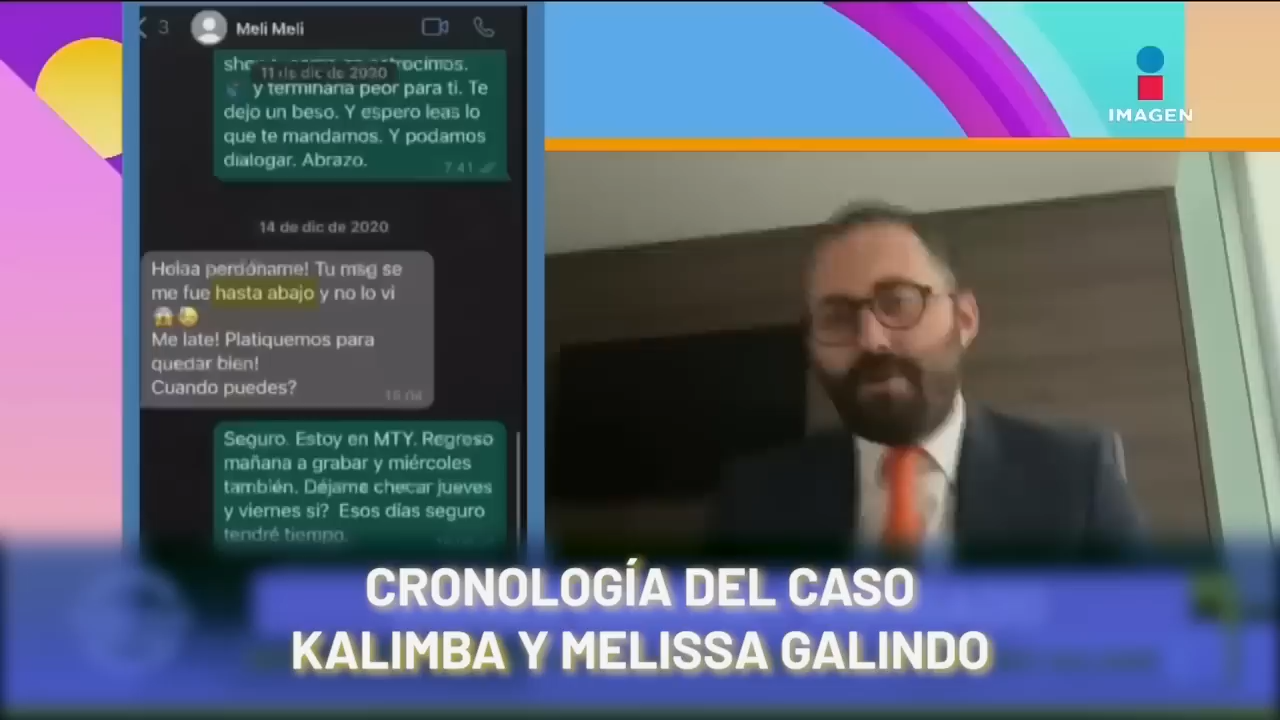 3
Meli Meli
11 de dic de 2020
y terminaría peor para ti. Te
dejo un beso. Y espero leas lo
que te mandamos. Y podamos
dialogar. Abrazo.
7:41
14 de dic de 2020
Holaa perdóname! Tu msg se
me fue hasta abajo y no lo vi
Me late! Platiquemos para
quedar bien!
Cuando puedes?
Seguro. Estoy en MTY. Regreso
mañana a grabar y miércoles
también. Déjame checar jueves
y viernes si? Esos días seguro
tendré tiempo.
IMAGEN
CRONOLOGÍA DEL CASO
KALIMBA Y MELISSA GALINDO